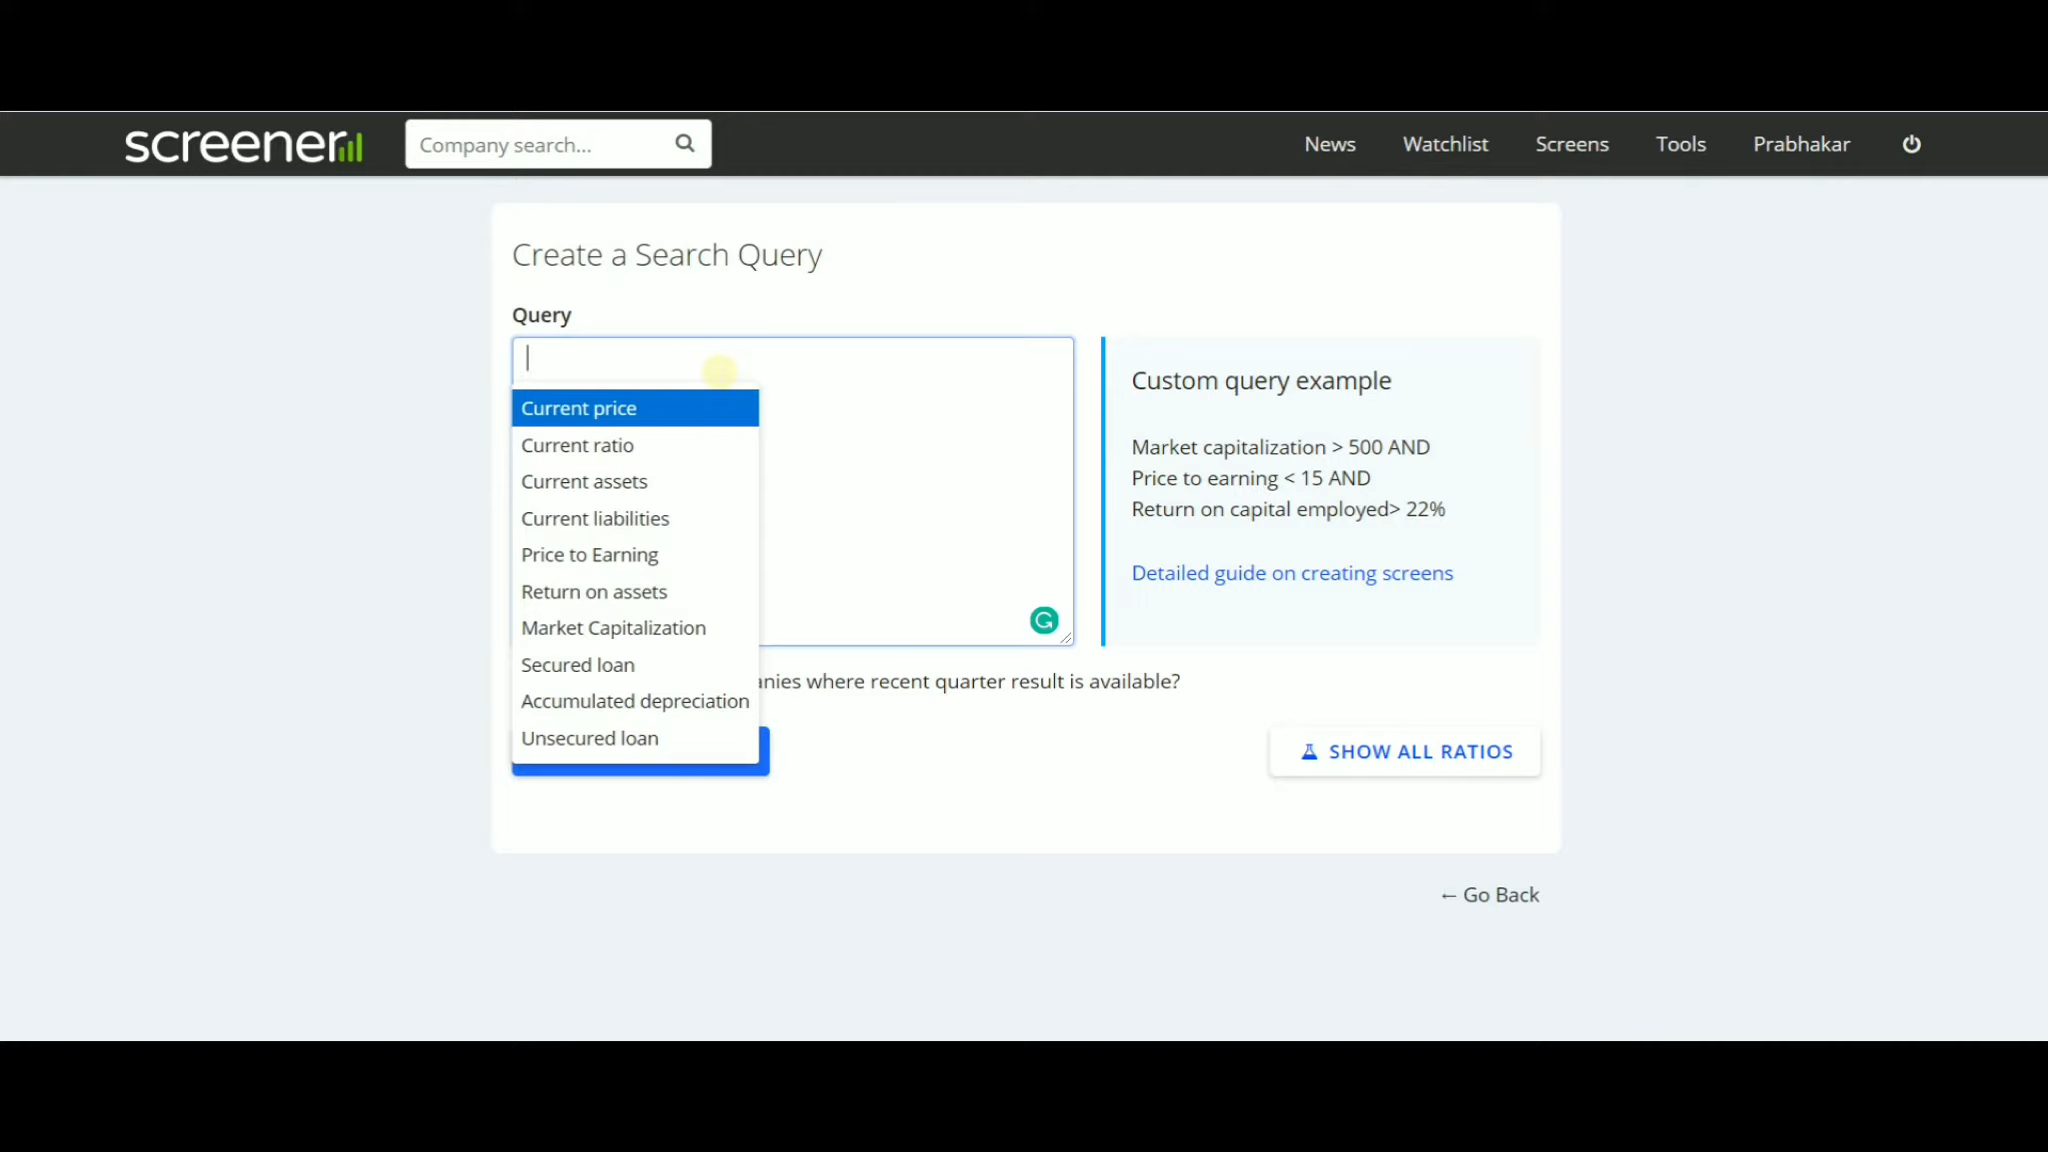 screener
Company search...
News
Watchlist
Screens
Tools
Prabhakar
Create a Search Query
Query
Current price
Current ratio
Current assets
Current liabilities
Price to Earning
Return on assets
Market Capitalization
Secured loan
Accumulated depreciation
Unsecured loan
Custom query example
Market capitalization > 500 AND
Price to earning < 15 AND
Return on capital employed> 22%
Detailed guide on creating screens
where recent quarter result is available?
SHOW ALL RATIOS
← Go Back